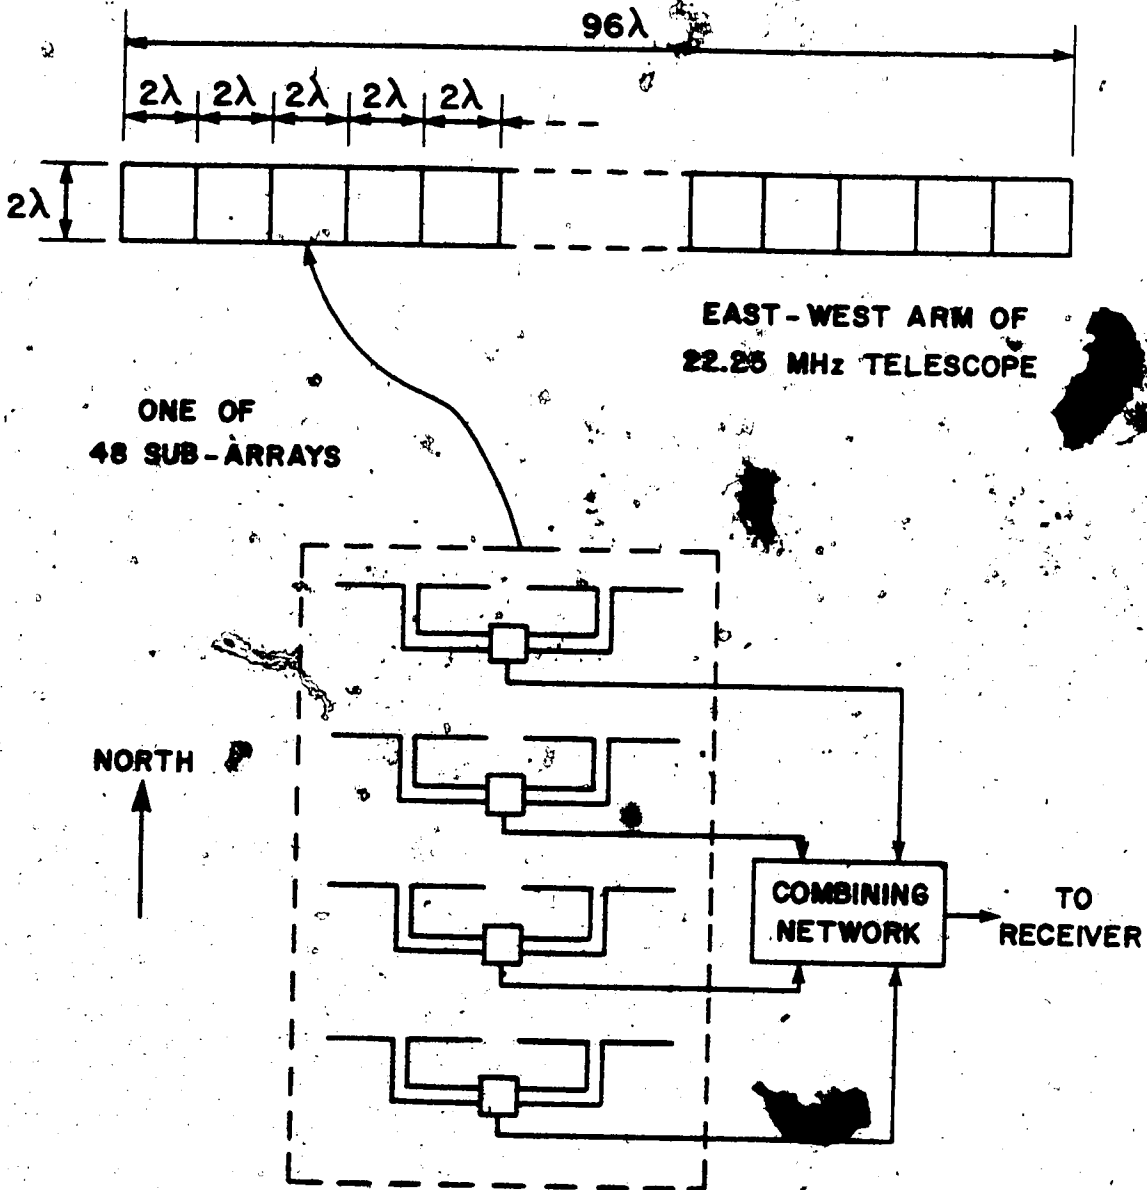 96λ
2λ 2λ 2λ 2λ 2λ
2λ
EAST-WEST ARM OF
22.25 MHz TELESCOPE
ONE OF
48 SUB-ARRAYS
NORTH
COMBINING
NETWORK
TO
RECEIVER